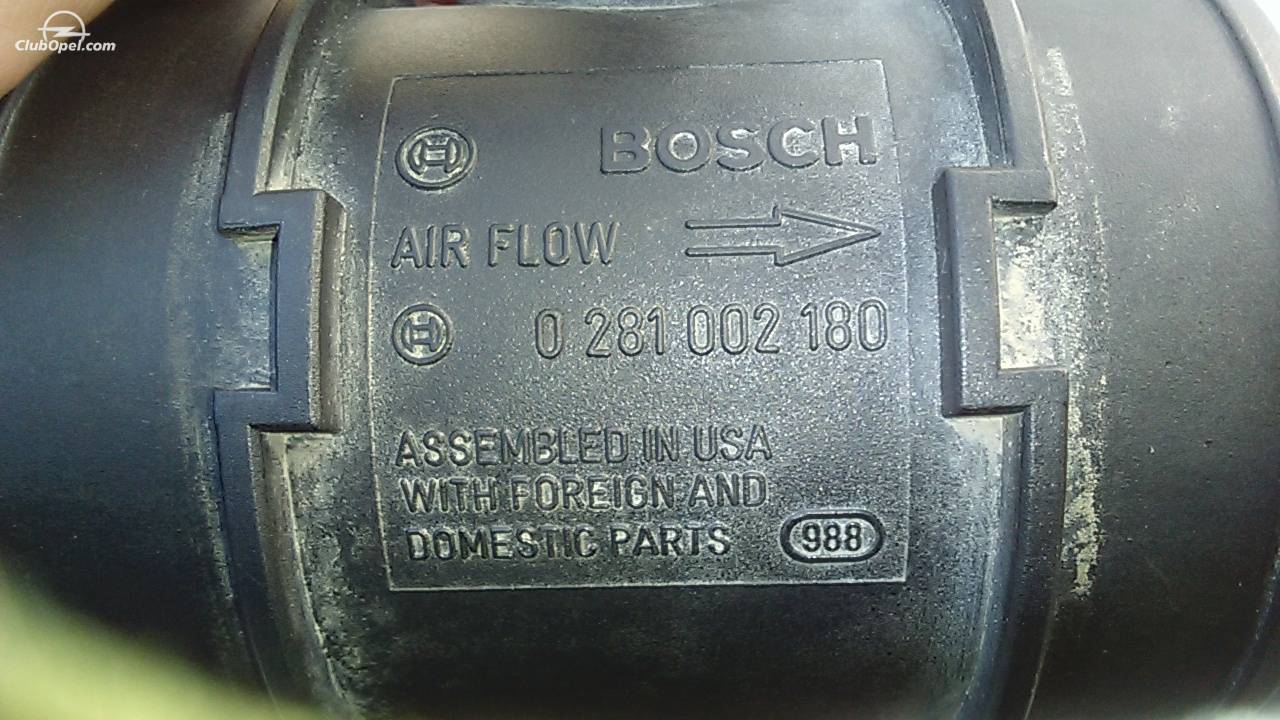 ClubOpel.com
BOSCH
AIR FLOW
0 281 002 180
ASSEMBLED IN USA
WITH FOREIGN AND
DOMESTIC PARTS 988